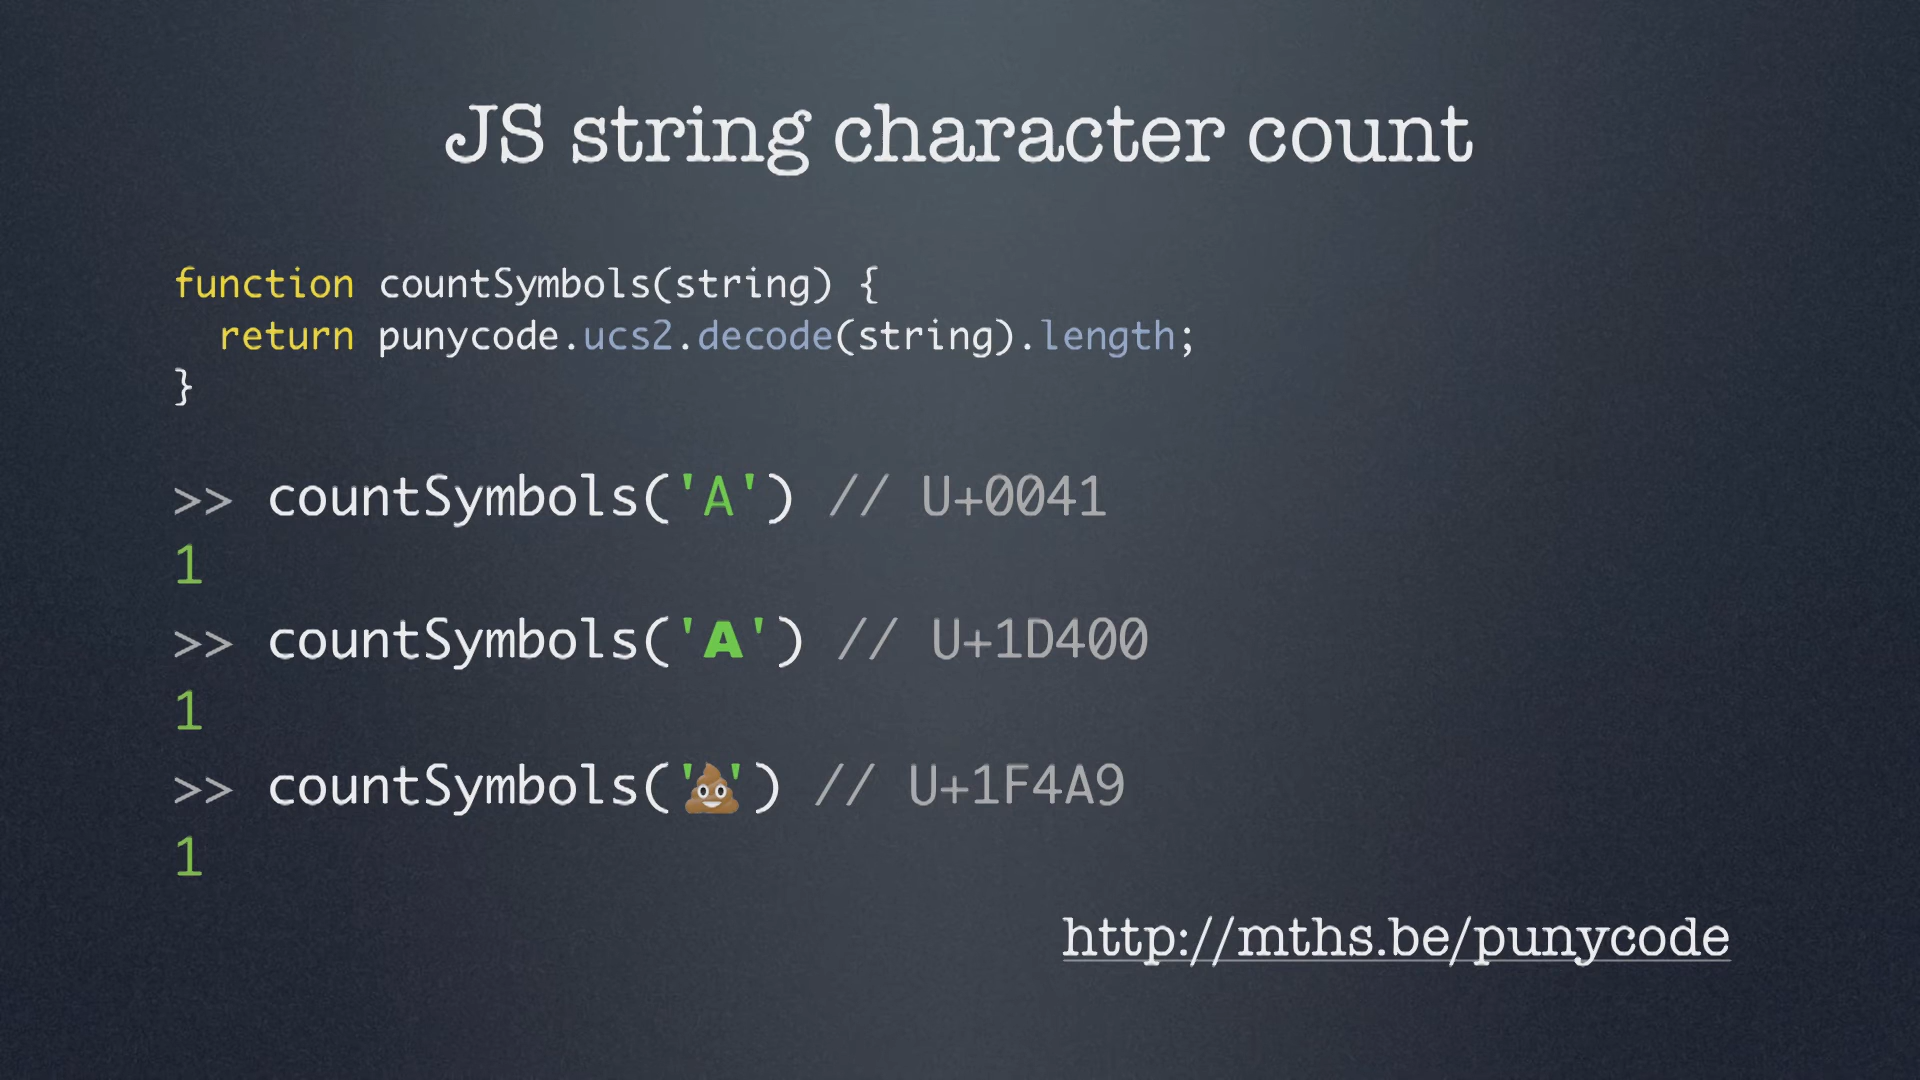 JS string character count
function countSymbols(string) {
  return punycode.ucs2.decode(string).length;
}
>> countSymbols('A') // U+0041
1
>> countSymbols('𝐀') // U+1D400
1
>> countSymbols('💩') // U+1F4A9
1
http://mths.be/punycode